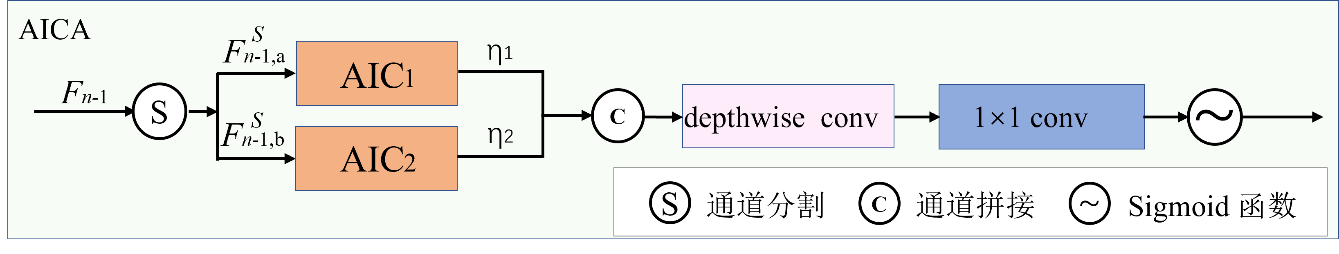 AICA
F_{n-1}
S
F^{S}_{n-1,a}
AIC₁
η1
F^{S}_{n-1,b}
AIC₂
η2
C
depthwise conv
1×1 conv
~
S 通道分割
C 通道拼接
~ Sigmoid 函数